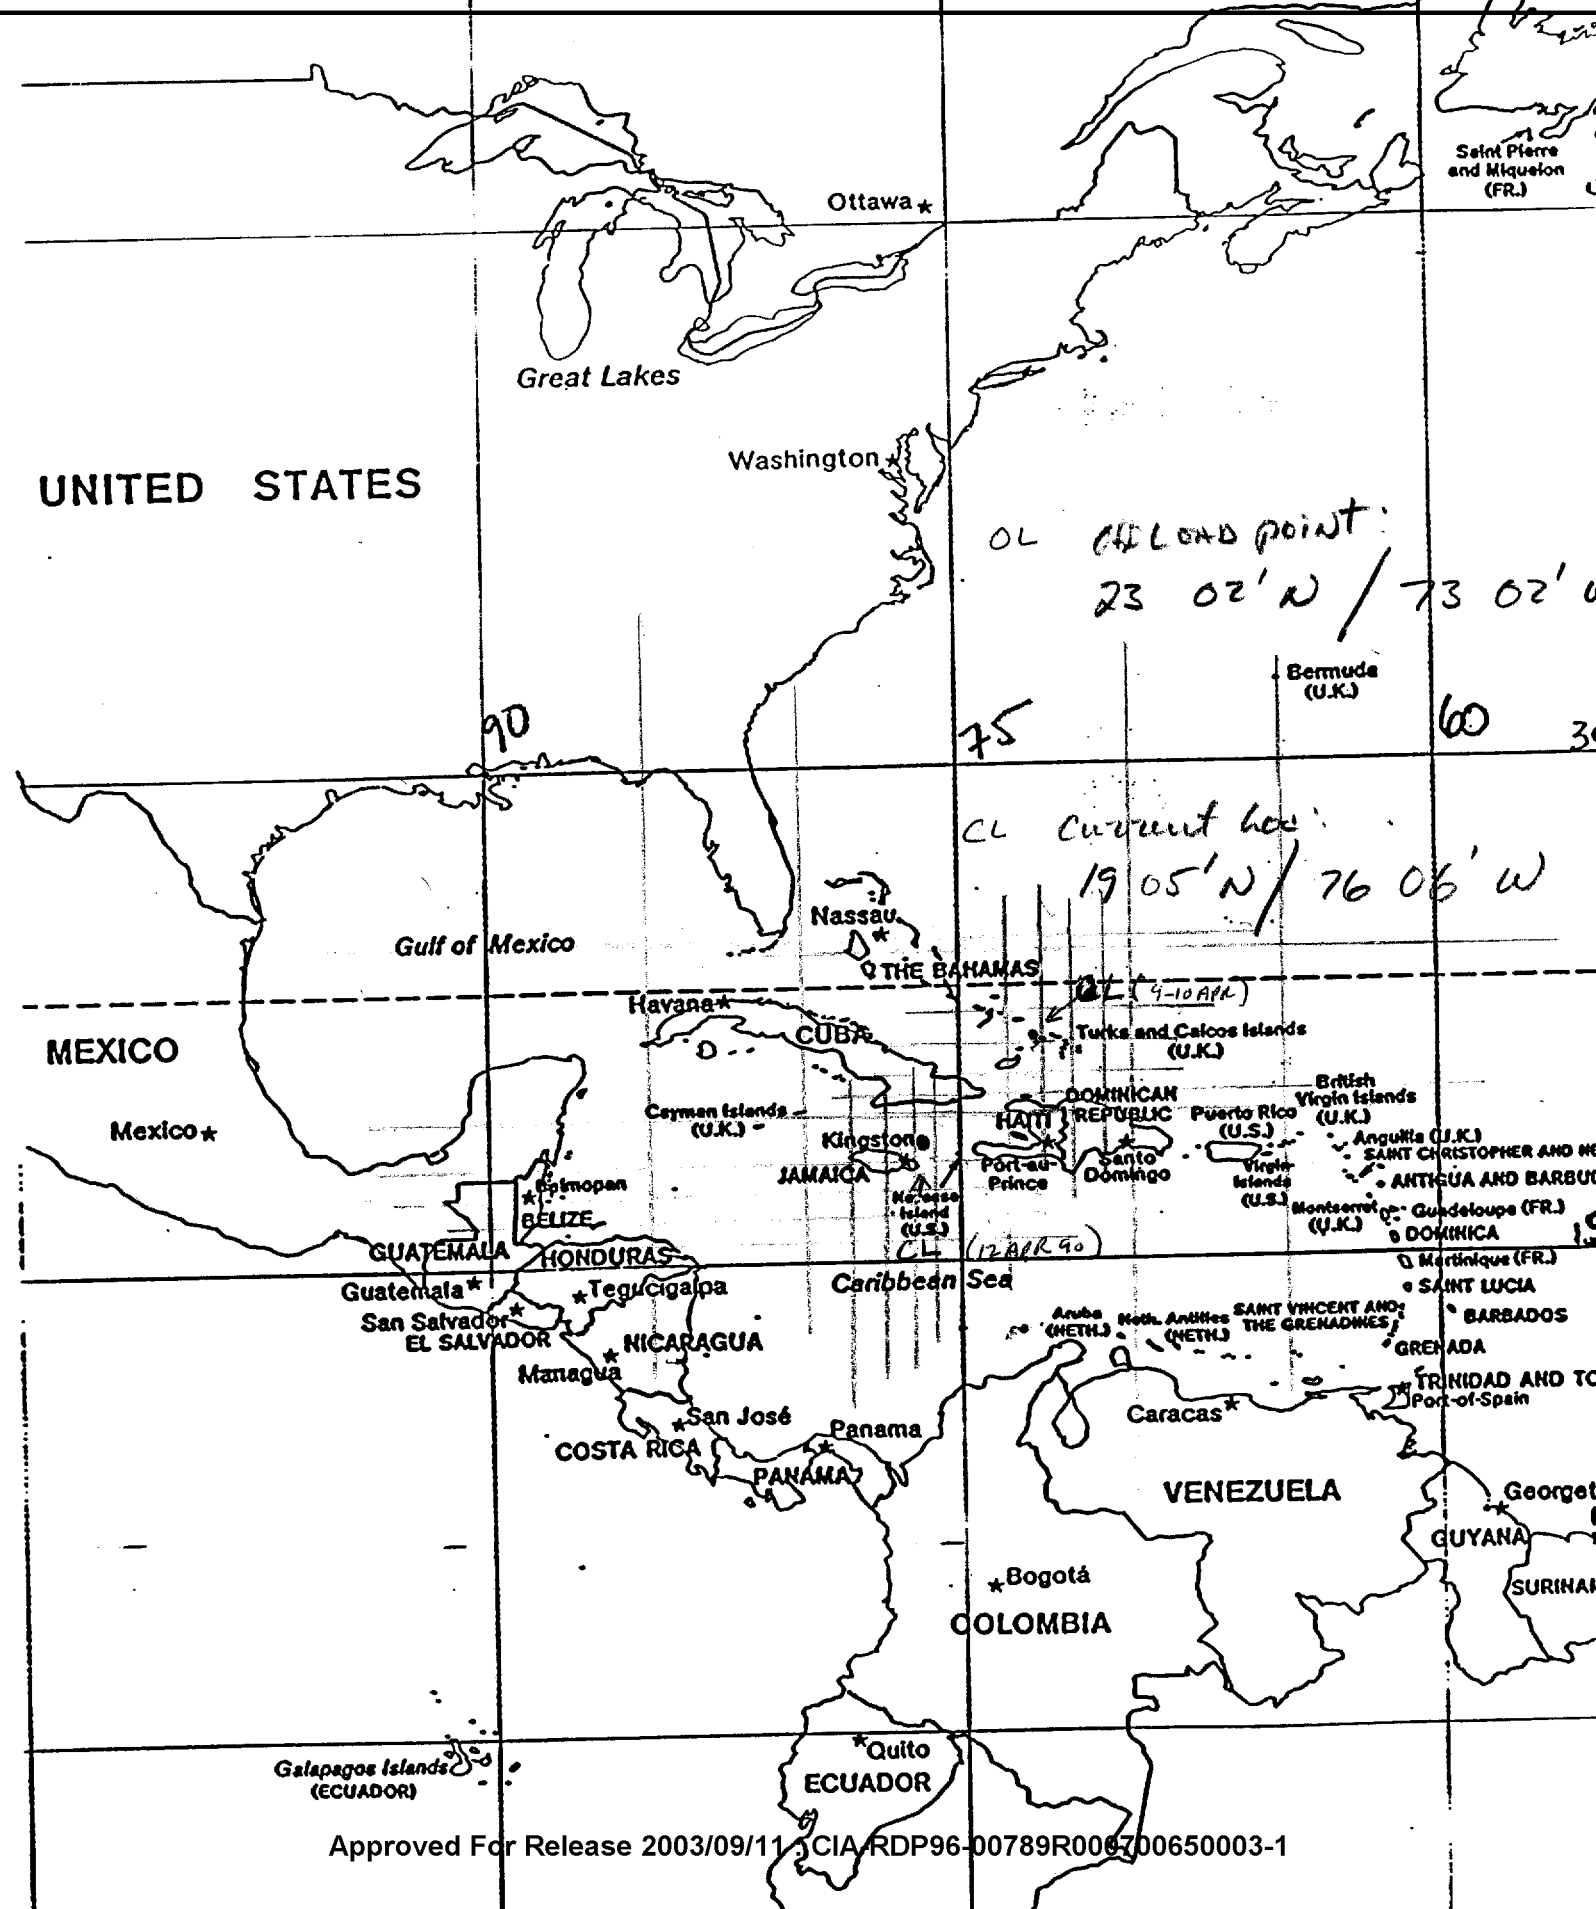 Saint Pierre
and Miquelon
(FR.)
Ottawa
Great Lakes
Washington
UNITED STATES
OL OFFLOAD point:
23 02' N / 73 02'
Bermuda
(U.K.)
90
75
60
CL Current Loc:
19 05' N / 76 06' W
Nassau
Gulf of Mexico
THE BAHAMAS
OL (9-10 APR)
Havana
CUBA
Turks and Caicos Islands
(U.K.)
MEXICO
Mexico
Cayman Islands
(U.K.)
Kingston
JAMAICA
HAITI
Port-au-
Prince
DOMINICAN
REPUBLIC
Santo
Domingo
Puerto Rico
(U.S.)
British
Virgin Islands
(U.K.)
Virgin
Islands
(U.S.)
Anguilla (U.K.)
SAINT CHRISTOPHER AND NE
ANTIGUA AND BARBU
Montserrat
(U.K.)
Guadeloupe (FR.)
DOMINICA
Martinique (FR.)
SAINT LUCIA
BARBADOS
SAINT VINCENT AND
THE GRENADINES
GRENADA
TRINIDAD AND TO
Port-of-Spain
Navassa
Island
(U.S.)
CL (12 APR 90)
Caribbean Sea
Belmopan
BELIZE
GUATEMALA
Guatemala
HONDURAS
Tegucigalpa
San Salvador
EL SALVADOR
NICARAGUA
Managua
San José
COSTA RICA
Panama
PANAMA
Aruba
(NETH.)
Neth. Antilles
(NETH.)
Caracas
VENEZUELA
Georget
GUYANA
SURINA
Bogotá
COLOMBIA
Quito
ECUADOR
Galapagos Islands
(ECUADOR)
Approved For Release 2003/09/11 : CIA-RDP96-00789R000700650003-1